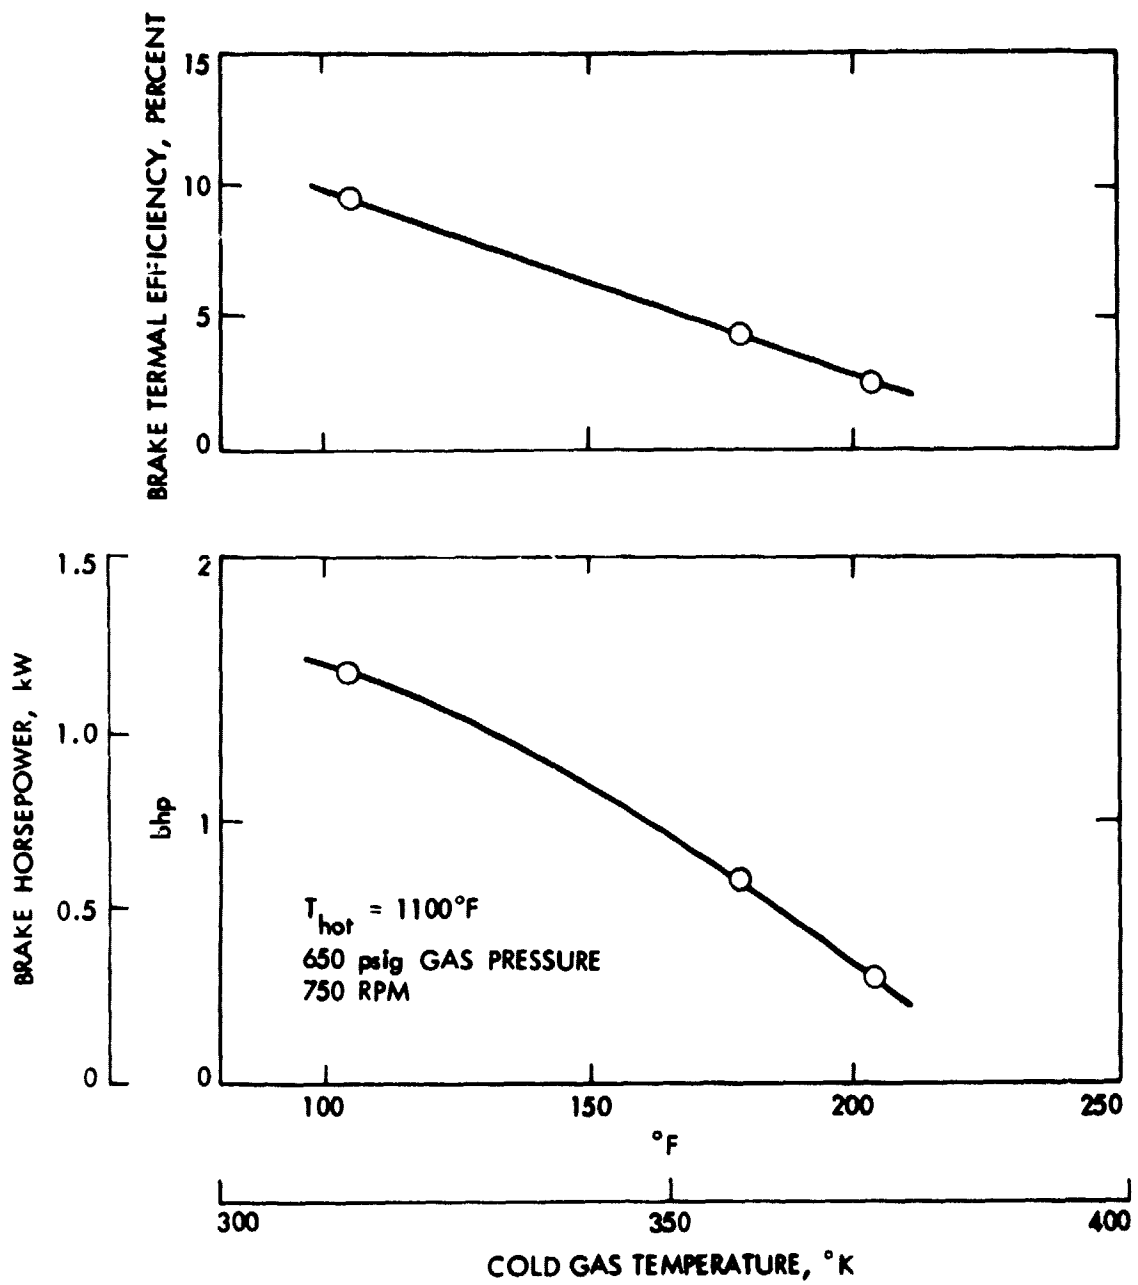 BRAKE TERMAL EFFICIENCY, PERCENT
15
10
5
0
BRAKE HORSEPOWER, kW
1.5
1.0
0.5
0
bhp
2
1
0
T hot = 1100°F
650 psig GAS PRESSURE
750 RPM
100 150 200 250
°F
300 350 400
COLD GAS TEMPERATURE, °K